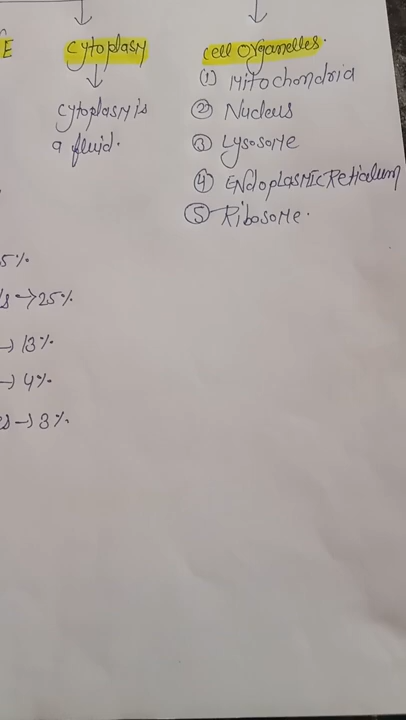 E
Cytoplasm
Cytoplasm is
a fluid.
Cell Organelles.
(1) Mitochondria
(2) Nucleus
(3) Lysosome
(4) Endoplasmic Reticulum
(5) Ribosome.
5%
→25%
→ 13%
→ 4%
→ 3%